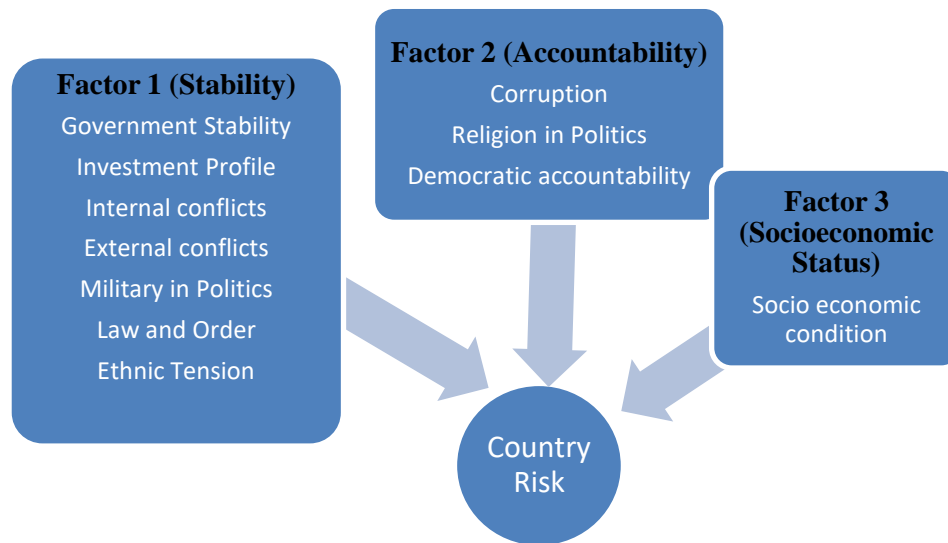 Factor 1 (Stability)
Government Stability
Investment Profile
Internal conflicts
External conflicts
Military in Politics
Law and Order
Ethnic Tension
Factor 2 (Accountability)
Corruption
Religion in Politics
Democratic accountability
Factor 3
(Socioeconomic
Status)
Socio economic
condition
Country
Risk